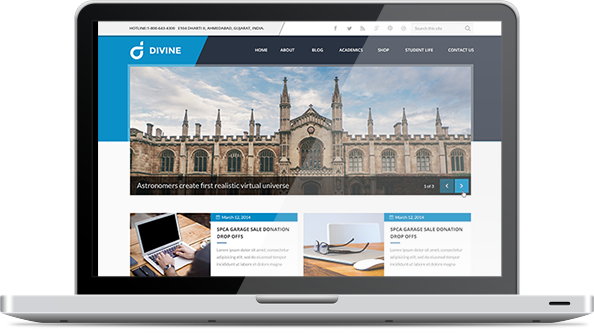 HOTLINE:1-800-643-4300   E104 DHARTI-II, AHMEDABAD, GUJARAT, INDIA.
Search this site
DIVINE
HOME ABOUT BLOG ACADEMICS SHOP STUDENT LIFE CONTACT US
Astronomers create first realistic virtual universe
1 of 3
March 12, 2014
SPCA GARAGE SALE DONATION
DROP OFFS
Lorem ipsum dolor sit amet, consectetur
adipiscing elit, sed do eiusmod tempor
incididunt ut labore et dolore magna.
March 12, 2014
SPCA GARAGE SALE DONATION
DROP OFFS
Lorem ipsum dolor sit amet, consectetur
adipiscing elit, sed do eiusmod tempor
incididunt ut labore et dolore magna.